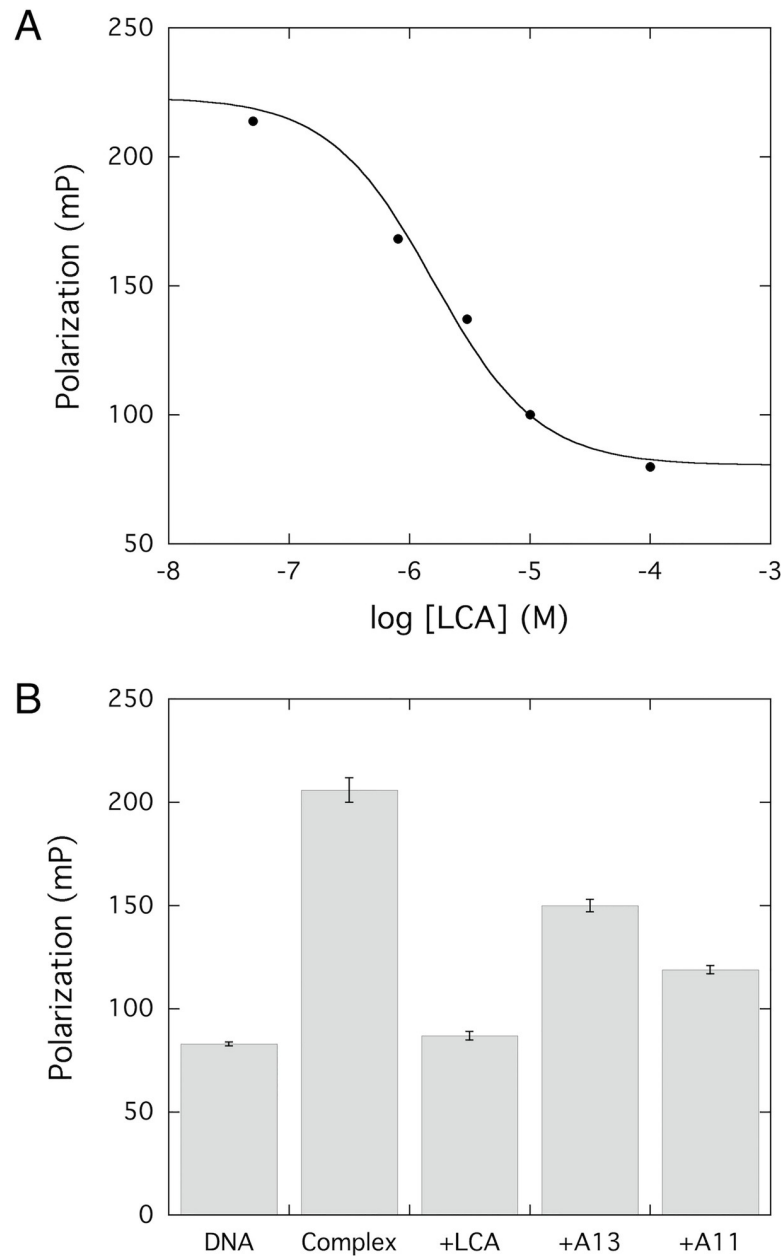 A
250
200
150
100
50
Polarization (mP)
-8 -7 -6 -5 -4 -3
log [LCA] (M)
B
250
200
150
100
50
0
Polarization (mP)
DNA Complex +LCA +A13 +A11